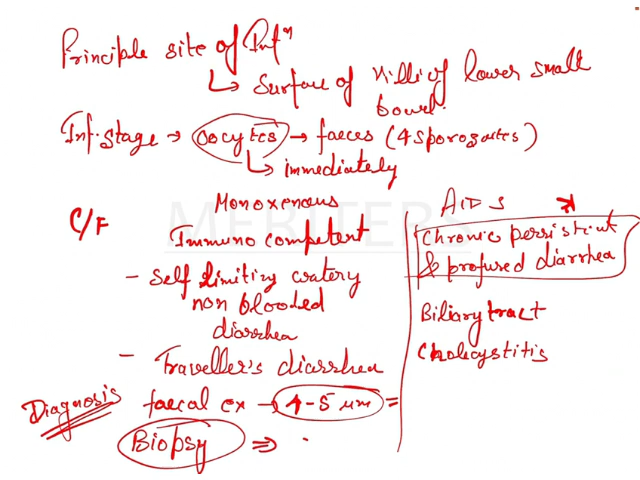 Principle site of Infⁿ
↳ Surface of Villi of lower small
bowel.
Inf. stage → Oocytes → faeces (4 sporozoites)
↳ immediately
C/F
Monoxenous
Immuno competent
- Self limiting watery
non blooded
diarrhea
- Traveller's diarrhea
Diagnosis faecal ex → 4-5 µm =
Biopsy ⇒
AIDS
Chronic persistent
& profused diarrhea
Biliary tract
Cholecystitis
MERITERS